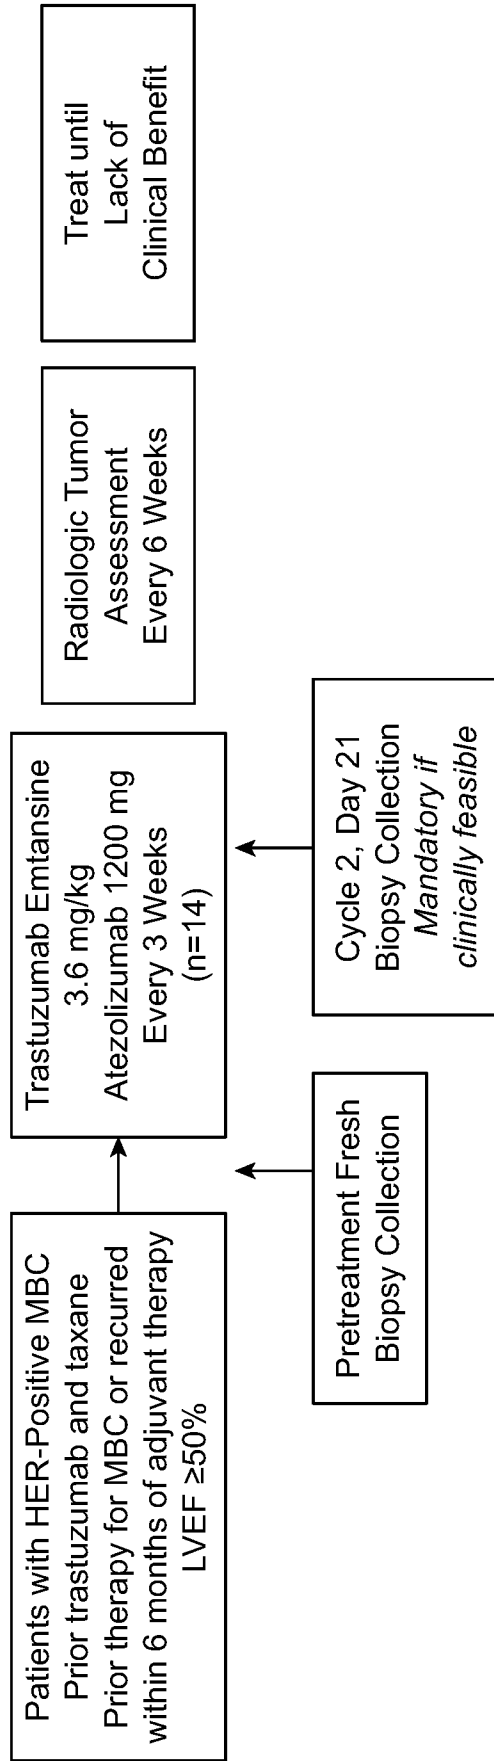 Patients with HER-Positive MBC
Prior trastuzumab and taxane
Prior therapy for MBC or recurred
within 6 months of adjuvant therapy
LVEF ≥50%
Trastuzumab Emtansine
3.6 mg/kg
Atezolizumab 1200 mg
Every 3 Weeks
(n=14)
Radiologic Tumor
Assessment
Every 6 Weeks
Treat until
Lack of
Clinical Benefit
Pretreatment Fresh
Biopsy Collection
Cycle 2, Day 21
Biopsy Collection
Mandatory if
clinically feasible